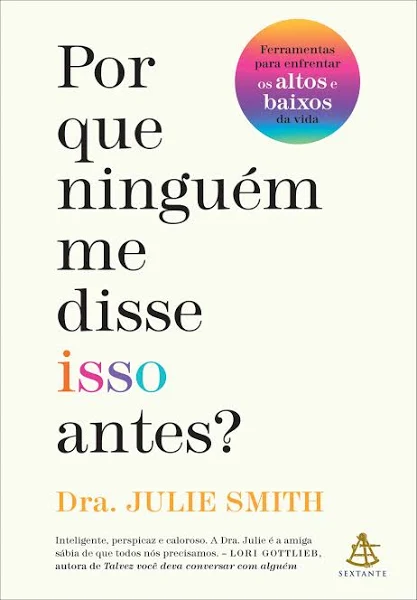 Ferramentas
para enfrentar
os altos e
baixos
da vida
Por
que
ninguém
me
disse
isso
antes?
Dra. JULIE SMITH
Inteligente, perspicaz e caloroso. A Dra. Julie é a amiga
sábia de que todos nós precisamos. – LORI GOTTLIEB,
autora de Talvez você deva conversar com alguém
SEXTANTE